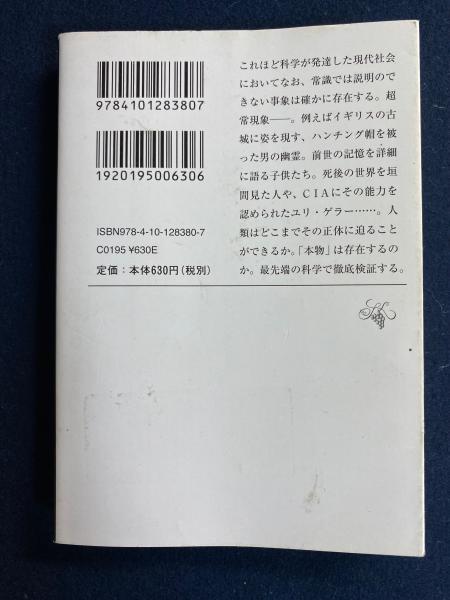 9784101283807
1920195006306
ISBN978-4-10-128380-7
C0195 ¥630E
定価：本体630円（税別）
これほど科学が発達した現代社会
においてなお、常識では説明ので
きない事象は確かに存在する。超
常現象──。例えばイギリスの古
城に姿を現す、ハンチング帽を被
った男の幽霊。前世の記憶を詳細
に語る子供たち。死後の世界を垣
間見た人や、CIAにその能力を
認められたユリ・ゲラー……。人
類はどこまでその正体に迫ること
ができるか。「本物」は存在するの
か。最先端の科学で徹底検証する。